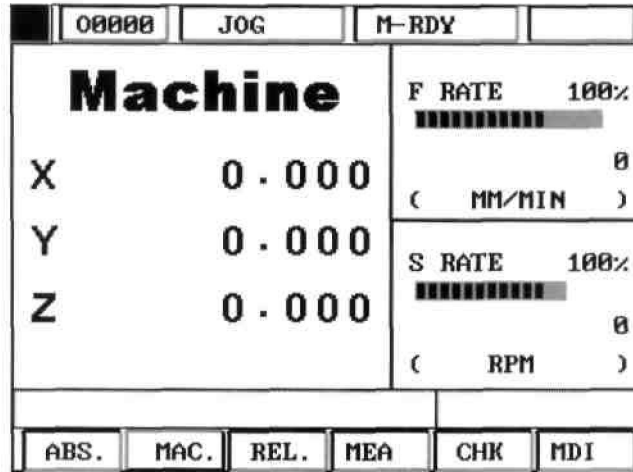 O0000 JOG M-RDY
Machine
X 0.000
Y 0.000
Z 0.000
F RATE 100%
0
( MM/MIN )
S RATE 100%
0
( RPM )
ABS. MAC. REL. MEA CHK MDI